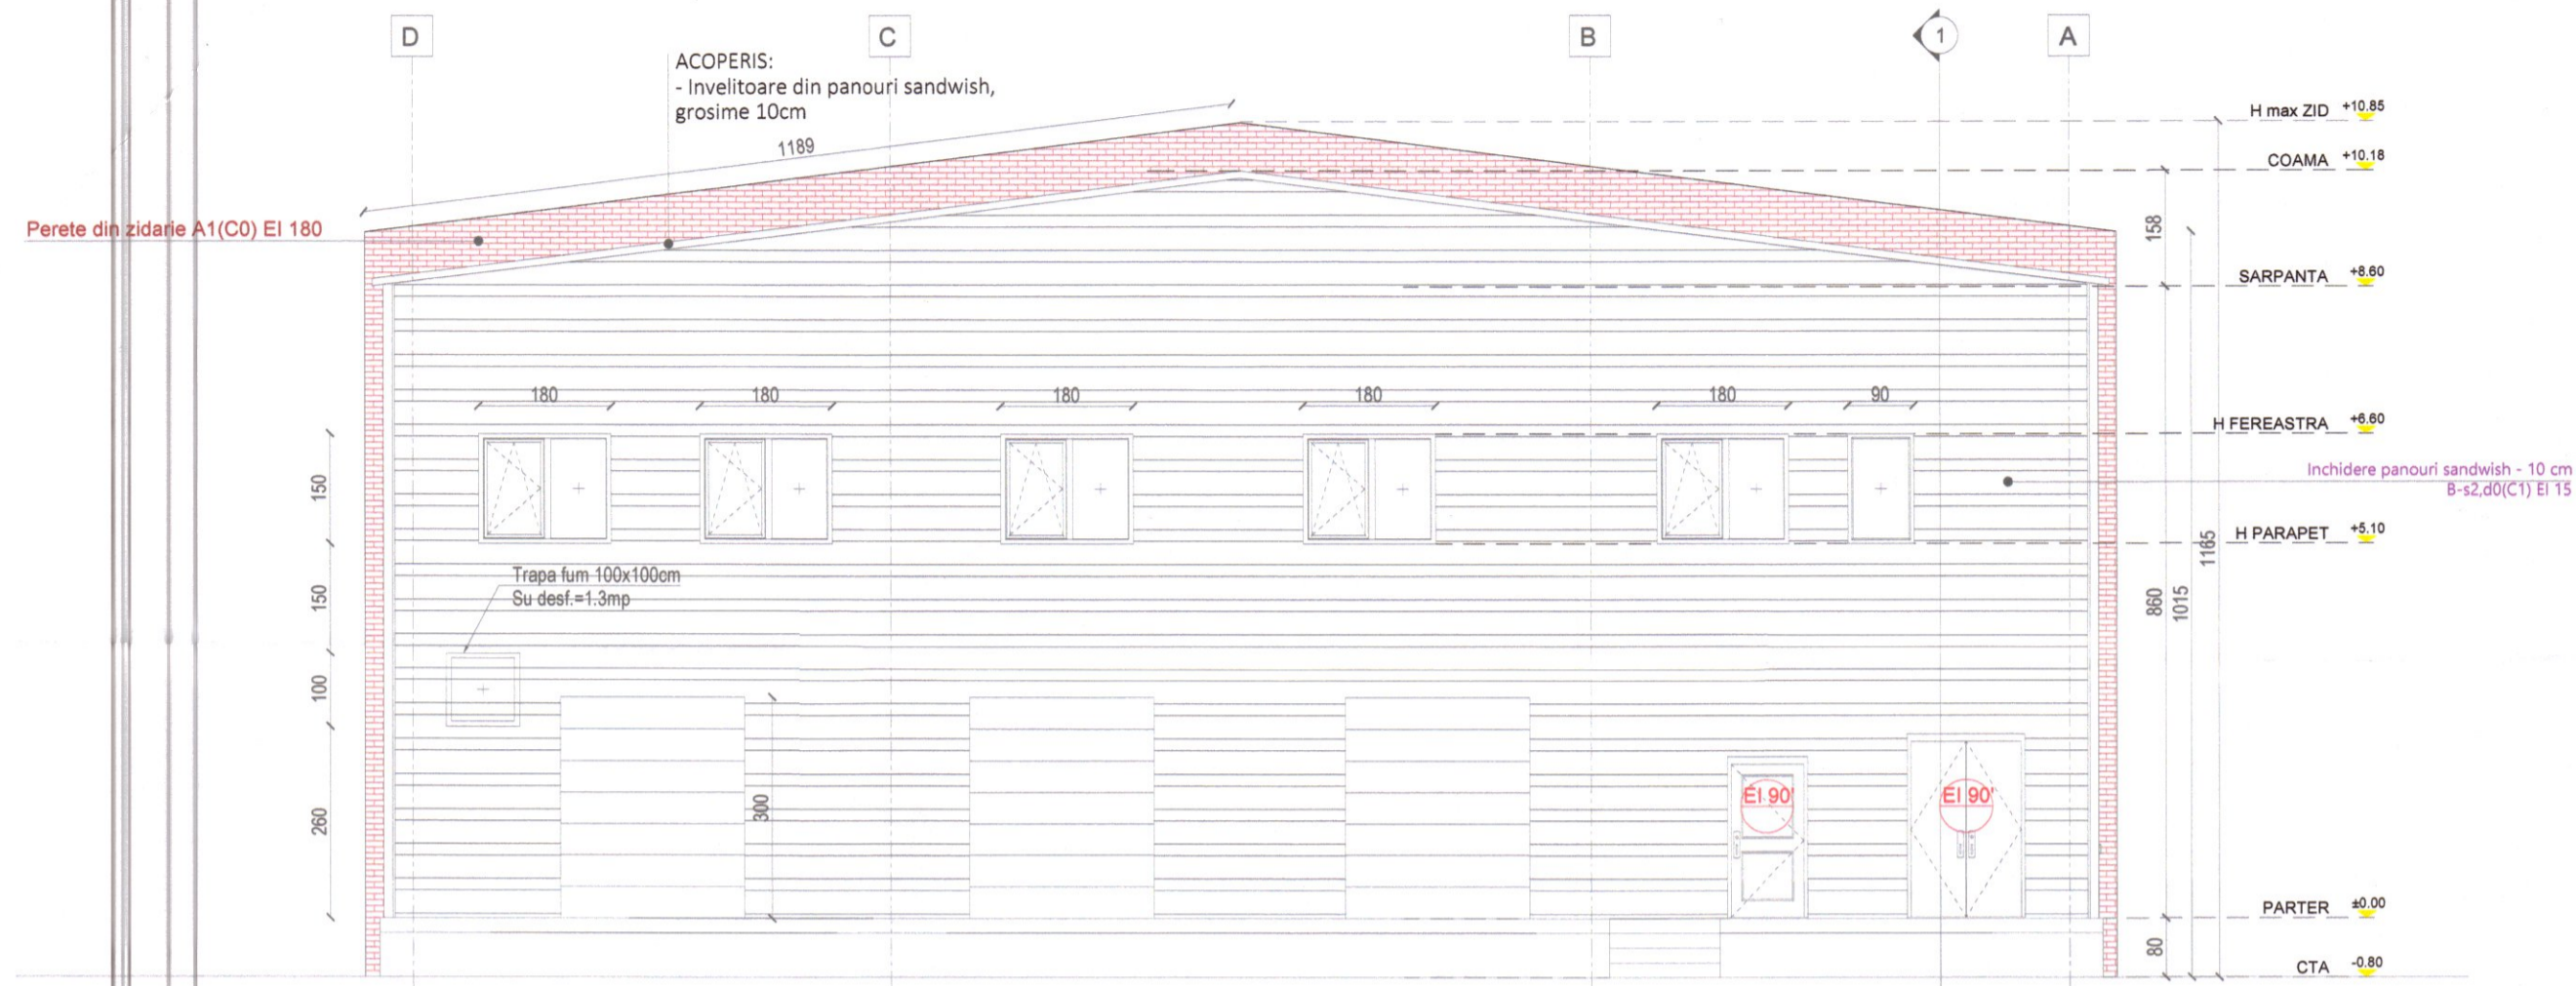 D
C
B
1
A
ACOPERIS:
- Invelitoare din panouri sandwish,
grosime 10cm
1189
H max ZID +10.85
COAMA +10.18
Perete din zidarie A1(C0) EI 180
158
SARPANTA +8.60
180
180
180
180
180
90
H FEREASTRA +6.60
Inchidere panouri sandwish - 10 cm
B-s2,d0(C1) EI 15
150
H PARAPET +5.10
1165
Trapa fum 100x100cm
Su desf.=1.3mp
150
860
1015
100
300
260
EI 90'
EI 90'
PARTER ±0.00
80
CTA -0.80